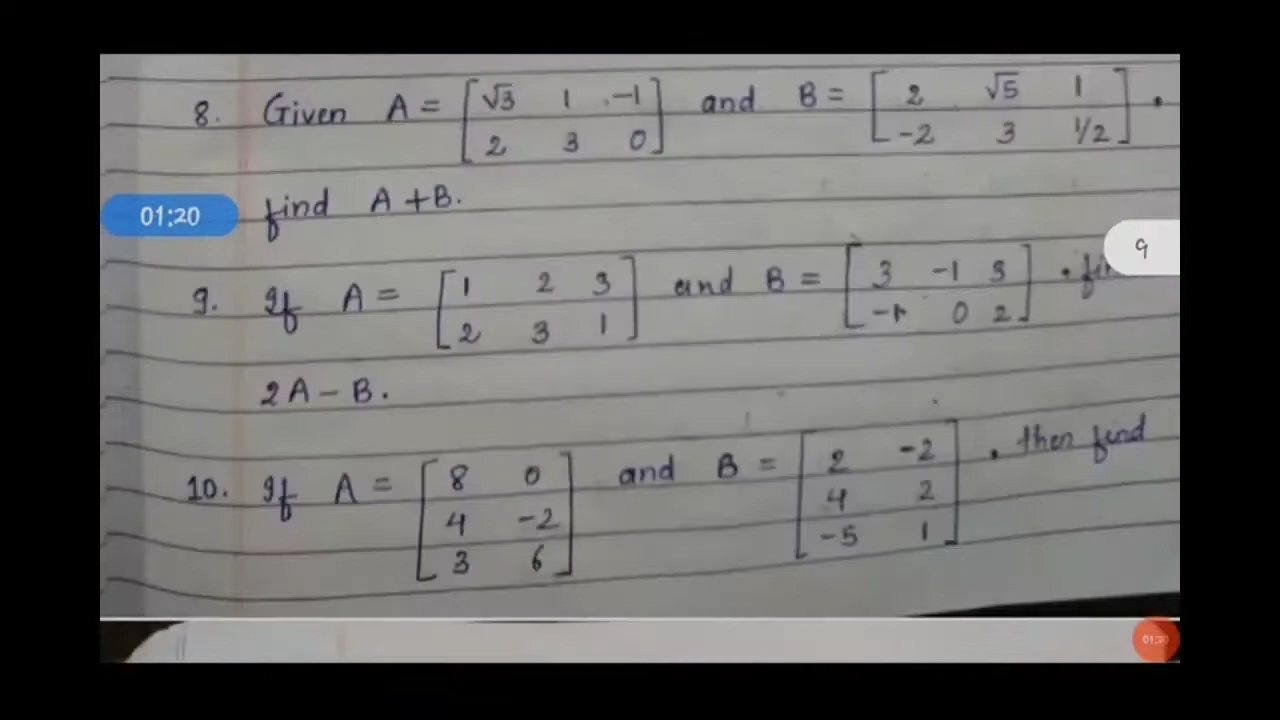 8. Given A = [√3 1 -1 and B = [2 √5 1
2 3 0] -2 3 1/2].
find A+B.
01:20
9. If A = [1 2 3 and B = [3 -1 3
2 3 1] -1 0 2].
9
2A - B.
10. If A = [8 0 and B = [2 -2 . then find
4 -2 4 2
3 6] -5 1]
01:20